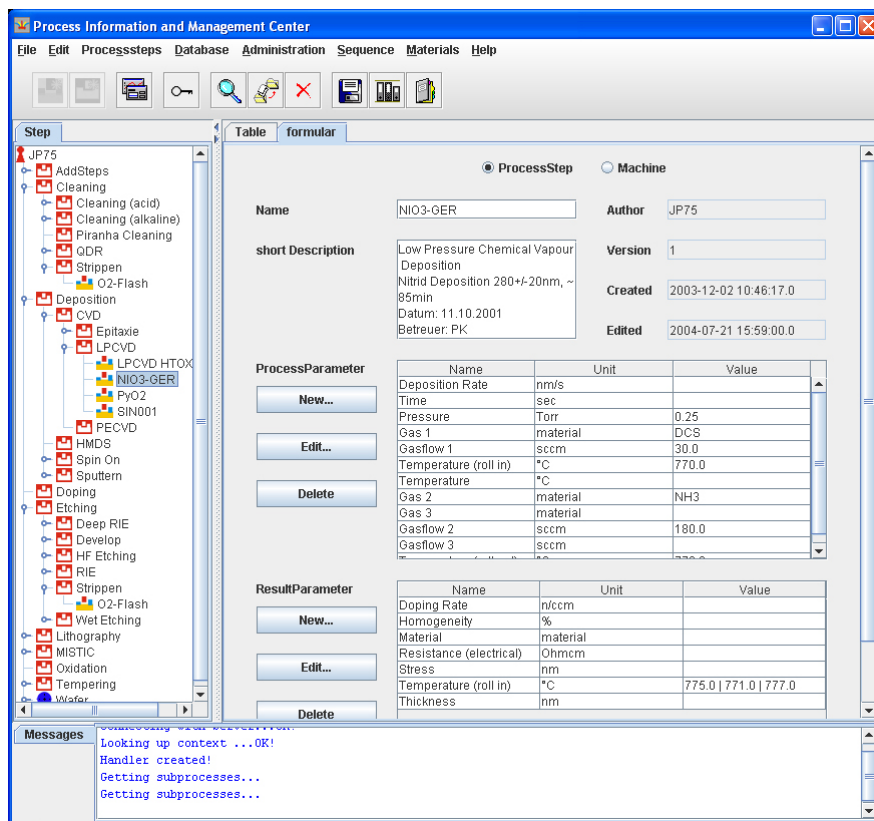 Process Information and Management Center
File Edit Processsteps Database Administration Sequence Materials Help
Step
JP75
AddSteps
Cleaning
Cleaning (acid)
Cleaning (alkaline)
Piranha Cleaning
QDR
Strippen
O2-Flash
Deposition
CVD
Epitaxie
LPCVD
LPCVD HTOX
NIO3-GER
PyO2
SIN001
PECVD
HMDS
Spin On
Sputtern
Doping
Etching
Deep RIE
Develop
HF Etching
RIE
Strippen
O2-Flash
Wet Etching
Lithography
MISTIC
Oxidation
Tempering
Wafer
Table formular
ProcessStep Machine
Name NIO3-GER Author JP75
short Description
Low Pressure Chemical Vapour
Deposition
Nitrid Deposition 280+/-20nm, ~
85min
Datum: 11.10.2001
Betreuer: PK
Version 1
Created 2003-12-02 10:46:17.0
Edited 2004-07-21 15:59:00.0
ProcessParameter
New...
Edit...
Delete
Name Unit Value
Deposition Rate nm/s
Time sec
Pressure Torr 0.25
Gas 1 material DCS
Gasflow 1 sccm 30.0
Temperature (roll in) °C 770.0
Temperature °C
Gas 2 material NH3
Gas 3 material
Gasflow 2 sccm 180.0
Gasflow 3 sccm
ResultParameter
New...
Edit...
Delete
Name Unit Value
Doping Rate n/ccm
Homogeneity %
Material material
Resistance (electrical) Ohmcm
Stress nm
Temperature (roll in) °C 775.0 | 771.0 | 777.0
Thickness nm
Messages
Looking up context ...OK!
Handler created!
Getting subprocesses...
Getting subprocesses...